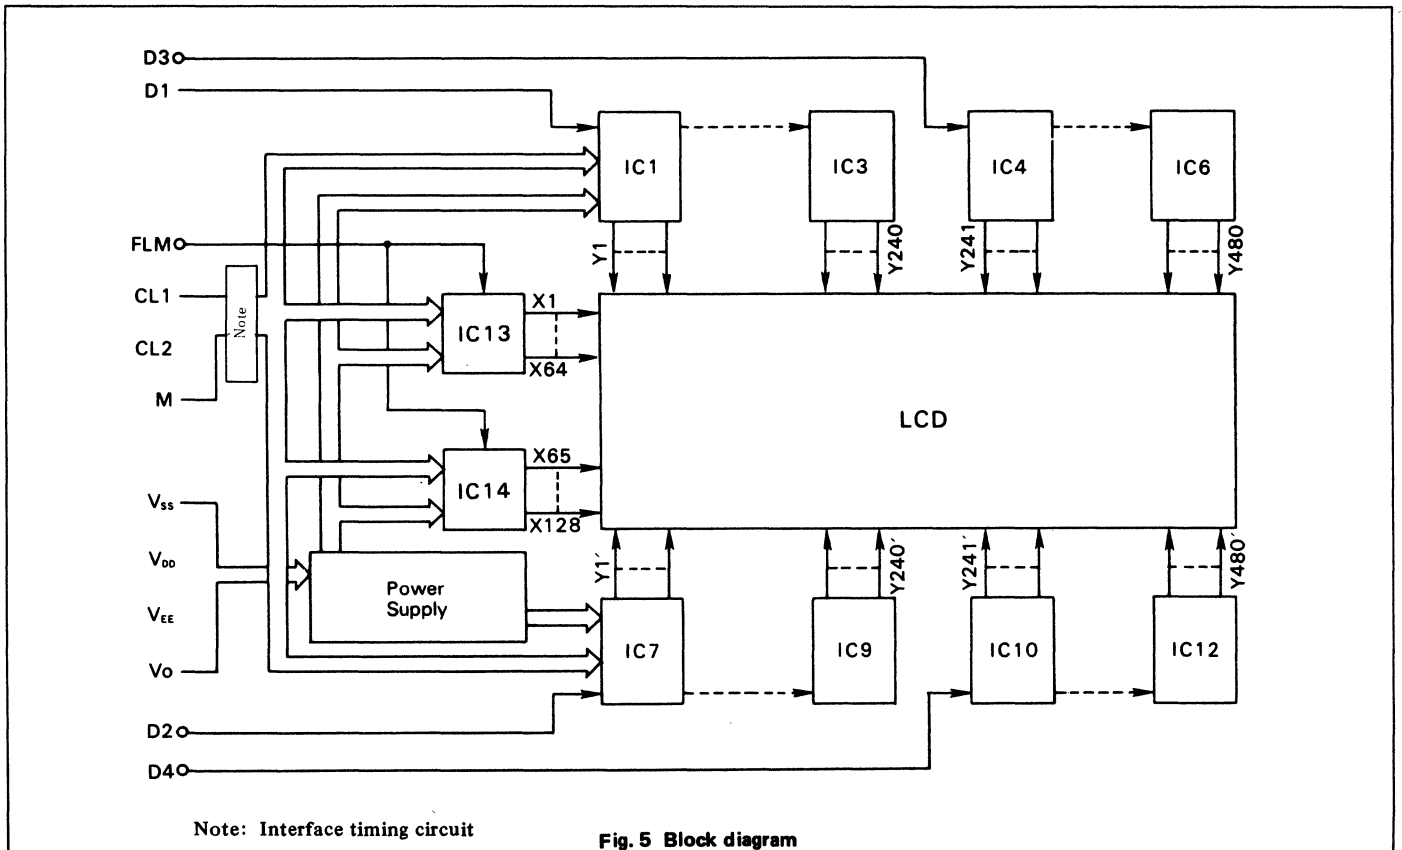 D3
D1
IC1
IC3
IC4
IC6
Y1
Y240
Y241
Y480
FLM
CL1
Note
CL2
M
IC13
X1
X64
LCD
IC14
X65
X128
Vss
VDD
VEE
Vo
Power
Supply
Y1′
Y240′
Y241′
Y480′
IC7
IC9
IC10
IC12
D2
D4
Note: Interface timing circuit
Fig. 5 Block diagram